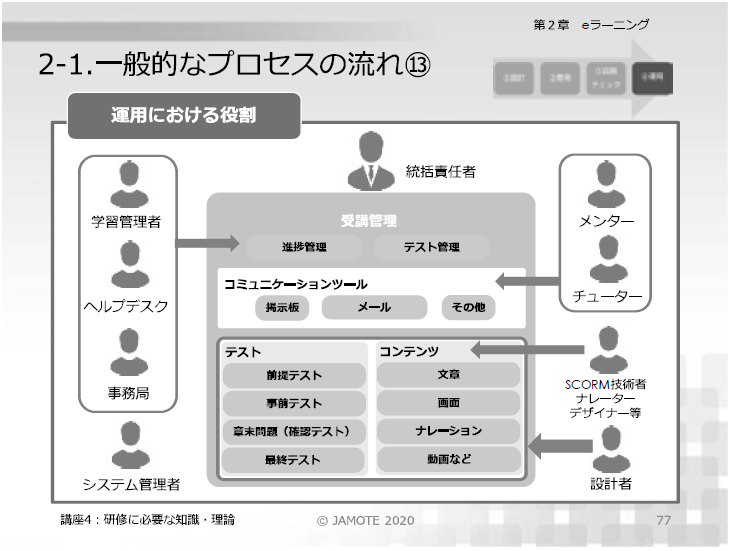 第２章　eラーニング
2-1.一般的なプロセスの流れ⑬
④運用
運用における役割
統括責任者
学習管理者
ヘルプデスク
事務局
システム管理者
受講管理
進捗管理
テスト管理
コミュニケーションツール
掲示板
メール
その他
テスト
前提テスト
事前テスト
章末問題（確認テスト）
最終テスト
コンテンツ
文章
画面
ナレーション
動画など
メンター
チューター
SCORM技術者
ナレーター
デザイナー等
設計者
講座4：研修に必要な知識・理論
© JAMOTE 2020
77